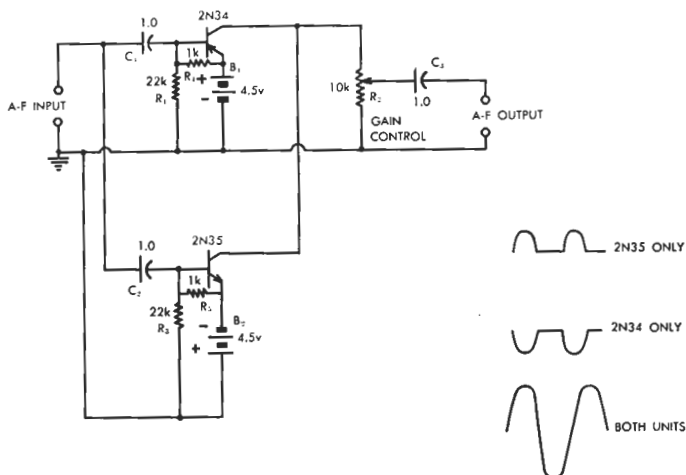 2N34
1.0
C₁
1k
R₄
B₁
+
-
4.5v
22k
R₁
A-F INPUT
10k
R₂
GAIN
CONTROL
C₃
1.0
A-F OUTPUT
2N35
1.0
C₂
1k
R₅
B₂
-
+
4.5v
22k
R₃
2N35 ONLY
2N34 ONLY
BOTH UNITS